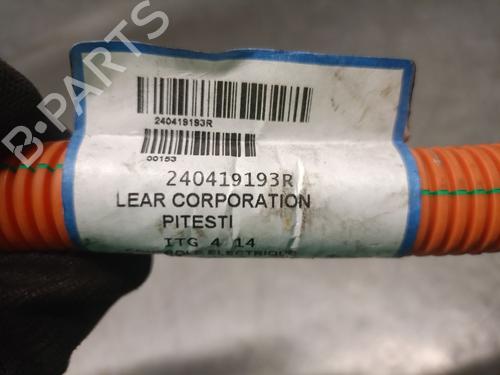 B-PARTS
240419193R
00153
240419193R
LEAR CORPORATION
PITESTI
ITG 4 14